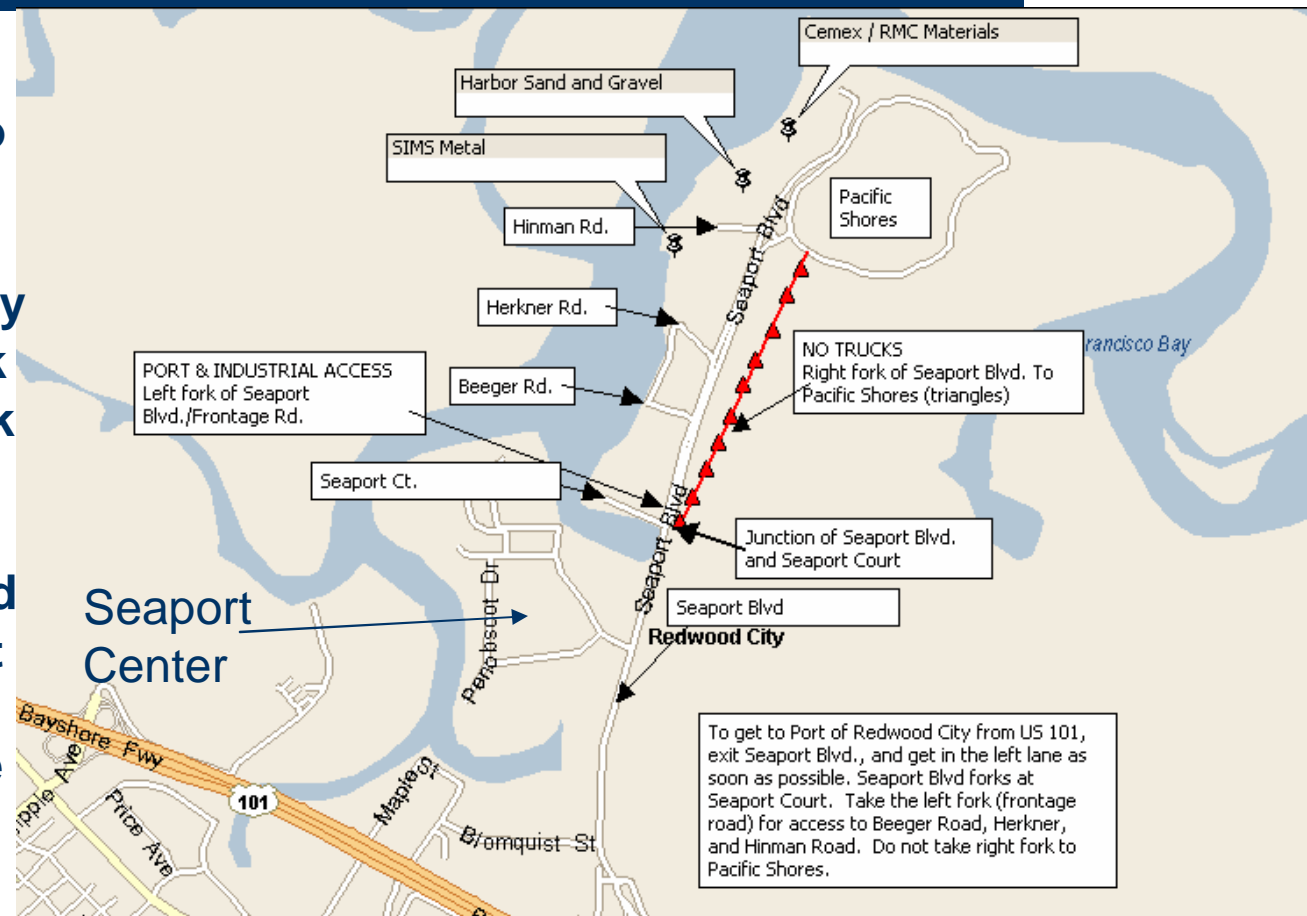 Cemex / RMC Materials
Harbor Sand and Gravel
SIMS Metal
Pacific
Shores
Hinman Rd.
Seaport Blvd
Herkner Rd.
NO TRUCKS
Right fork of Seaport Blvd. To
Pacific Shores (triangles)
rancisco Bay
PORT & INDUSTRIAL ACCESS
Left fork of Seaport
Blvd./Frontage Rd.
Beeger Rd.
Seaport Ct.
Seaport Blvd
Junction of Seaport Blvd.
and Seaport Court
Penobscot Dr
Seaport
Center
Seaport Blvd
Redwood City
To get to Port of Redwood City from US 101,
exit Seaport Blvd., and get in the left lane as
soon as possible. Seaport Blvd forks at
Seaport Court. Take the left fork (frontage
road) for access to Beeger Road, Herkner,
and Hinman Road. Do not take right fork to
Pacific Shores.
Bayshore Fwy
101
Maple St
Blomquist St
Price Ave
ipple Ave